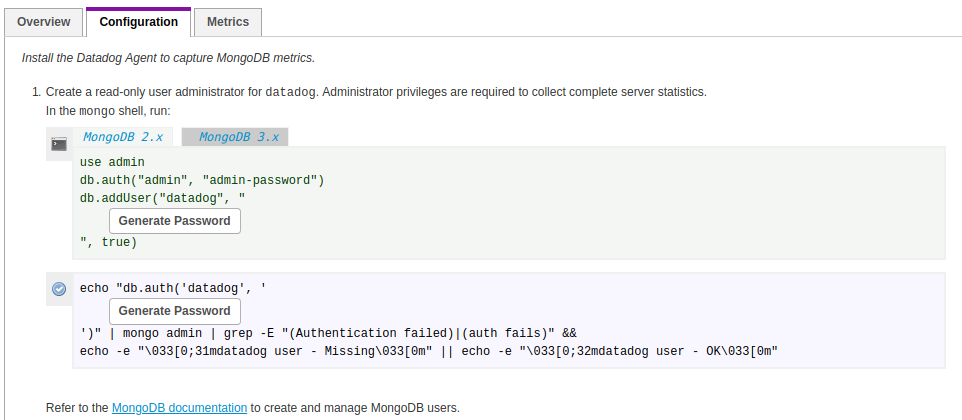 Overview Configuration Metrics
Install the Datadog Agent to capture MongoDB metrics.
1. Create a read-only user administrator for datadog. Administrator privileges are required to collect complete server statistics.
In the mongo shell, run:
MongoDB 2.x MongoDB 3.x
use admin
db.auth("admin", "admin-password")
db.addUser("datadog", "
Generate Password
", true)
echo "db.auth('datadog', '
Generate Password
')" | mongo admin | grep -E "(Authentication failed)|(auth fails)" &&
echo -e "\033[0;31mdatadog user - Missing\033[0m" || echo -e "\033[0;32mdatadog user - OK\033[0m"
Refer to the MongoDB documentation to create and manage MongoDB users.